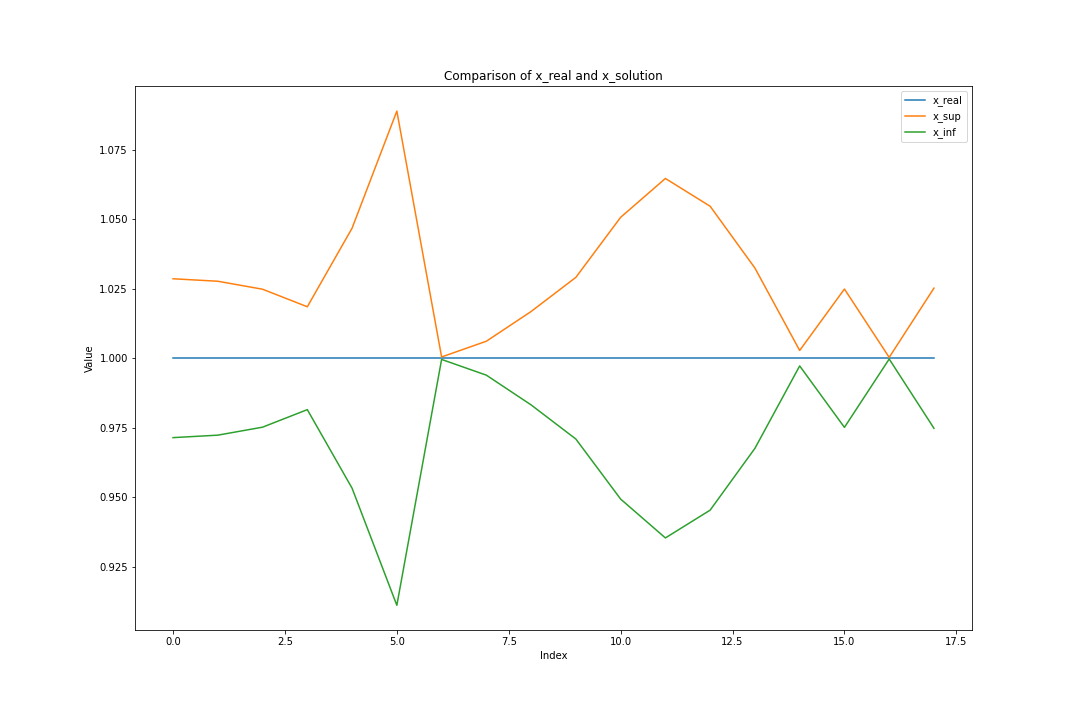 Comparison of x_real and x_solution
x_real
x_sup
x_inf
1.075
1.050
1.025
1.000
0.975
0.950
0.925
Value
0.0 2.5 5.0 7.5 10.0 12.5 15.0 17.5
Index